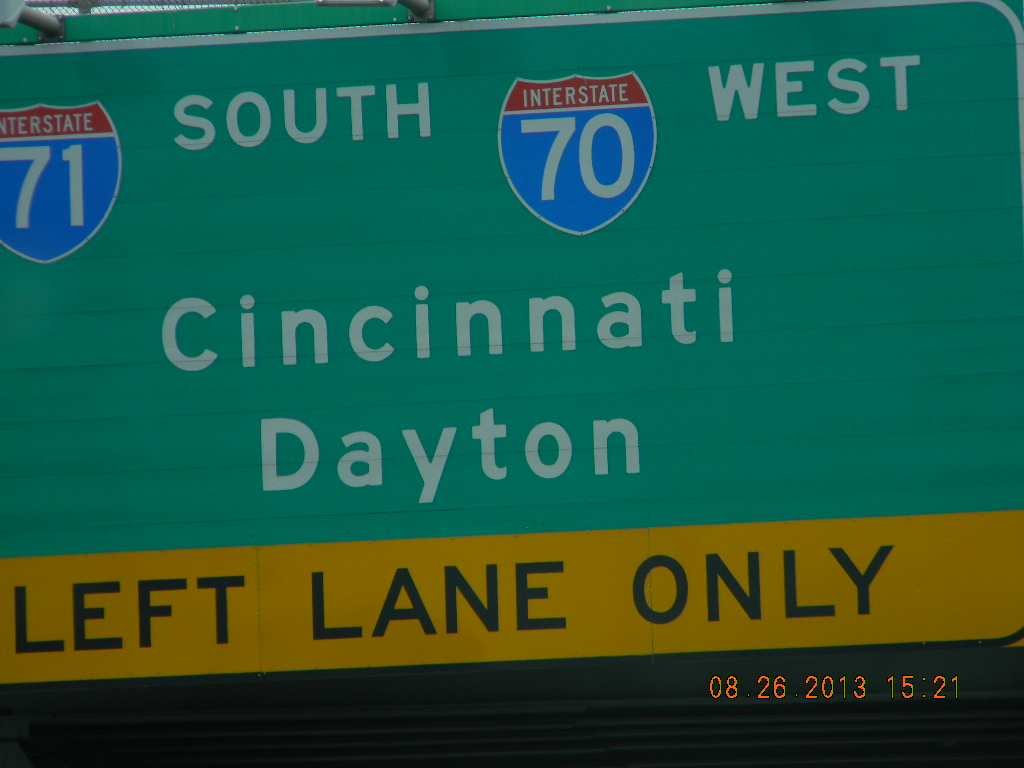 INTERSTATE 71 SOUTH INTERSTATE 70 WEST
Cincinnati
Dayton
LEFT LANE ONLY
08.26.2013 15:21